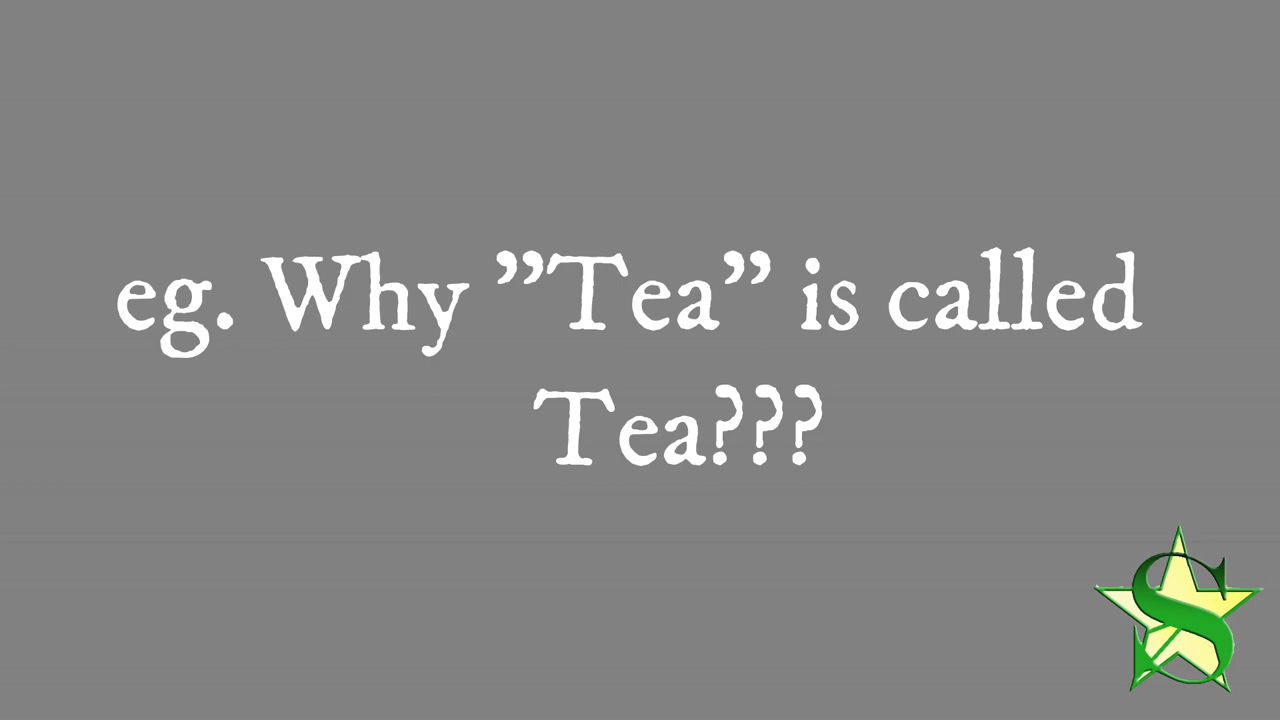 eg. Why ”Tea” is called
Tea???
S